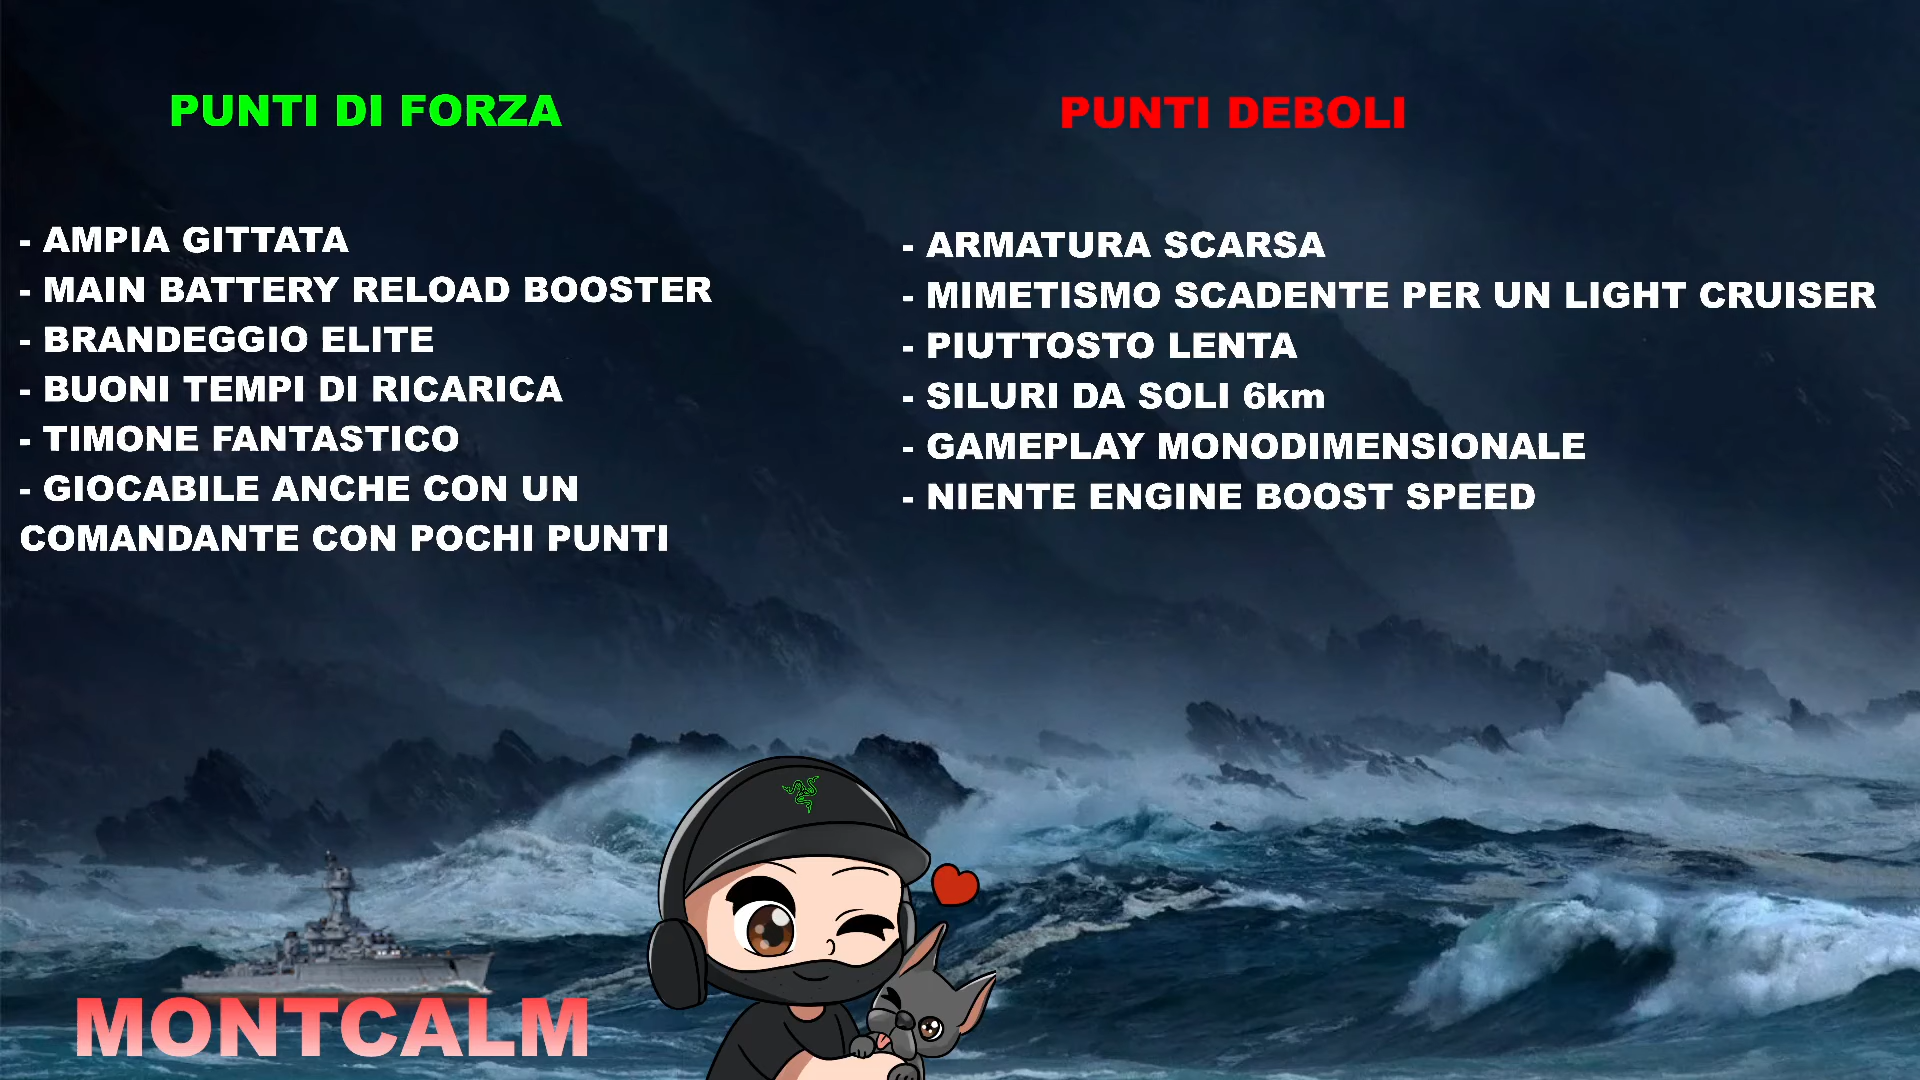 PUNTI DI FORZA
- AMPIA GITTATA
- MAIN BATTERY RELOAD BOOSTER
- BRANDEGGIO ELITE
- BUONI TEMPI DI RICARICA
- TIMONE FANTASTICO
- GIOCABILE ANCHE CON UN
COMANDANTE CON POCHI PUNTI
PUNTI DEBOLI
- ARMATURA SCARSA
- MIMETISMO SCADENTE PER UN LIGHT CRUISER
- PIUTTOSTO LENTA
- SILURI DA SOLI 6km
- GAMEPLAY MONODIMENSIONALE
- NIENTE ENGINE BOOST SPEED
MONTCALM